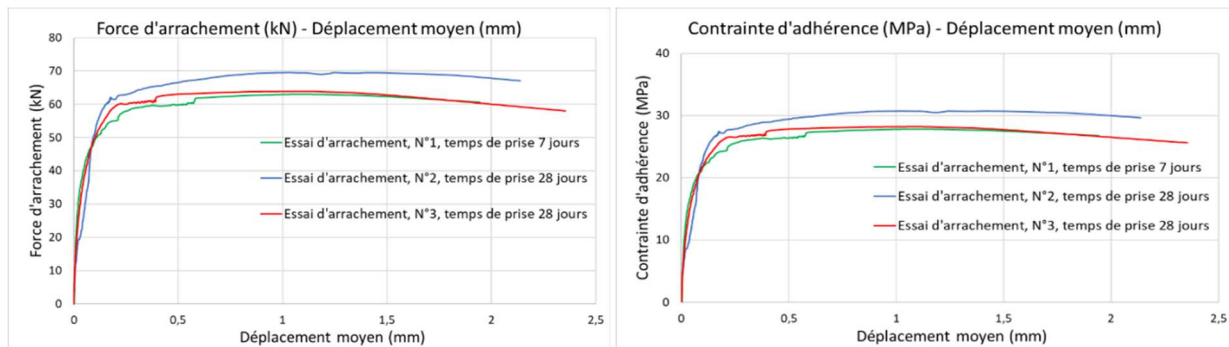 Force d'arrachement (kN) - Déplacement moyen (mm)
80
70
60
50
40
30
20
10
0
Force d'arrachement (kN)
Essai d'arrachement, N°1, temps de prise 7 jours
Essai d'arrachement, N°2, temps de prise 28 jours
Essai d'arrachement, N°3, temps de prise 28 jours
0 0,5 1 1,5 2 2,5
Déplacement moyen (mm)
Contrainte d'adhérence (MPa) - Déplacement moyen (mm)
40
30
20
10
0
Contrainte d'adhérence (MPa)
Essai d'arrachement, N°1, temps de prise 7 jours
Essai d'arrachement, N°2, temps de prise 28 jours
Essai d'arrachement, N°3, temps de prise 28 jours
0 0,5 1 1,5 2 2,5
Déplacement moyen (mm)